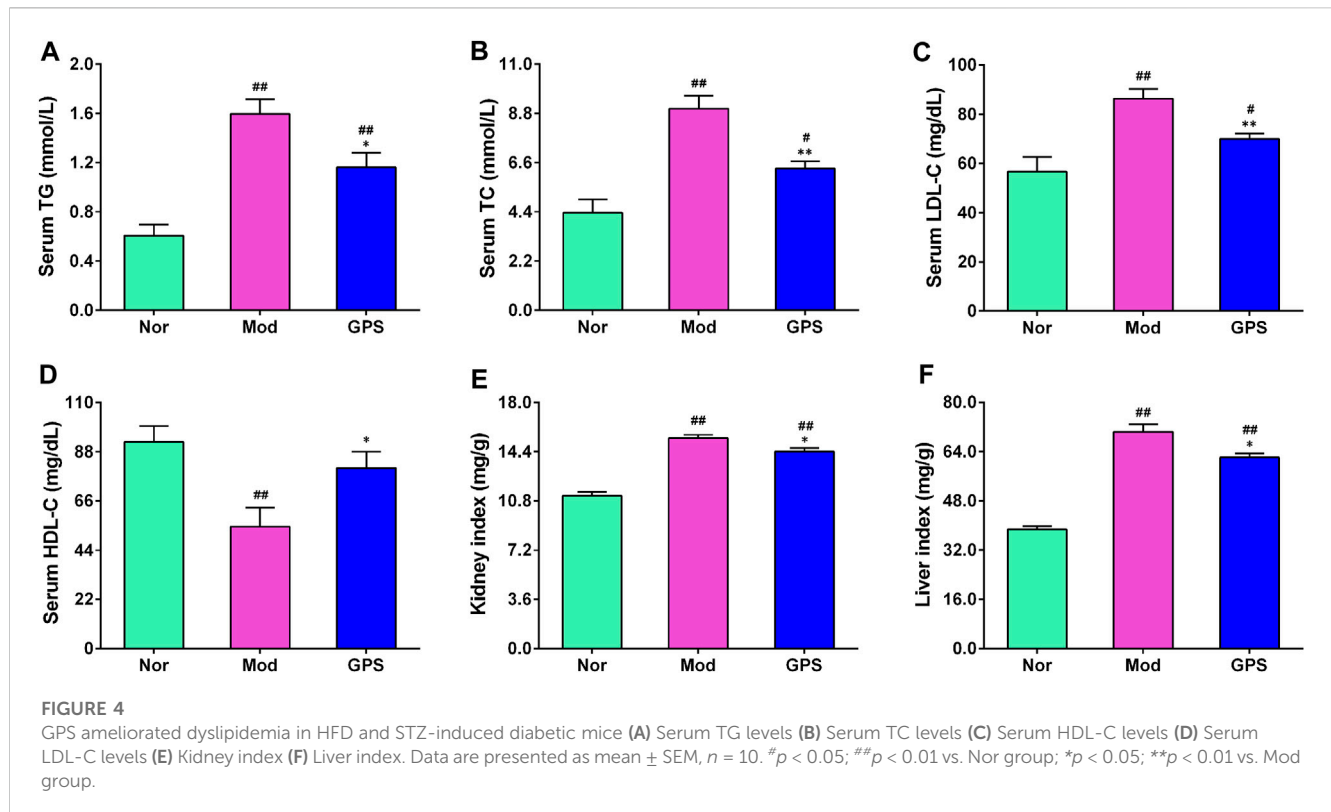 A
Serum TG (mmol/L)
2.0
1.6
1.2
0.8
0.4
0.0
##
##
*
Nor Mod GPS
B
Serum TC (mmol/L)
11.0
8.8
6.6
4.4
2.2
0.0
##
#
**
Nor Mod GPS
C
Serum LDL-C (mg/dL)
100
80
60
40
20
0
##
#
**
Nor Mod GPS
D
Serum HDL-C (mg/dL)
110
88
66
44
22
0
##
*
Nor Mod GPS
E
Kidney index (mg/g)
18.0
14.4
10.8
7.2
3.6
0.0
##
##
*
Nor Mod GPS
F
Liver index (mg/g)
80.0
64.0
48.0
32.0
16.0
0.0
##
##
*
Nor Mod GPS
FIGURE 4
GPS ameliorated dyslipidemia in HFD and STZ-induced diabetic mice (A) Serum TG levels (B) Serum TC levels (C) Serum HDL-C levels (D) Serum
LDL-C levels (E) Kidney index (F) Liver index. Data are presented as mean ± SEM, n = 10. #p < 0.05; ##p < 0.01 vs. Nor group; *p < 0.05; **p < 0.01 vs. Mod
group.